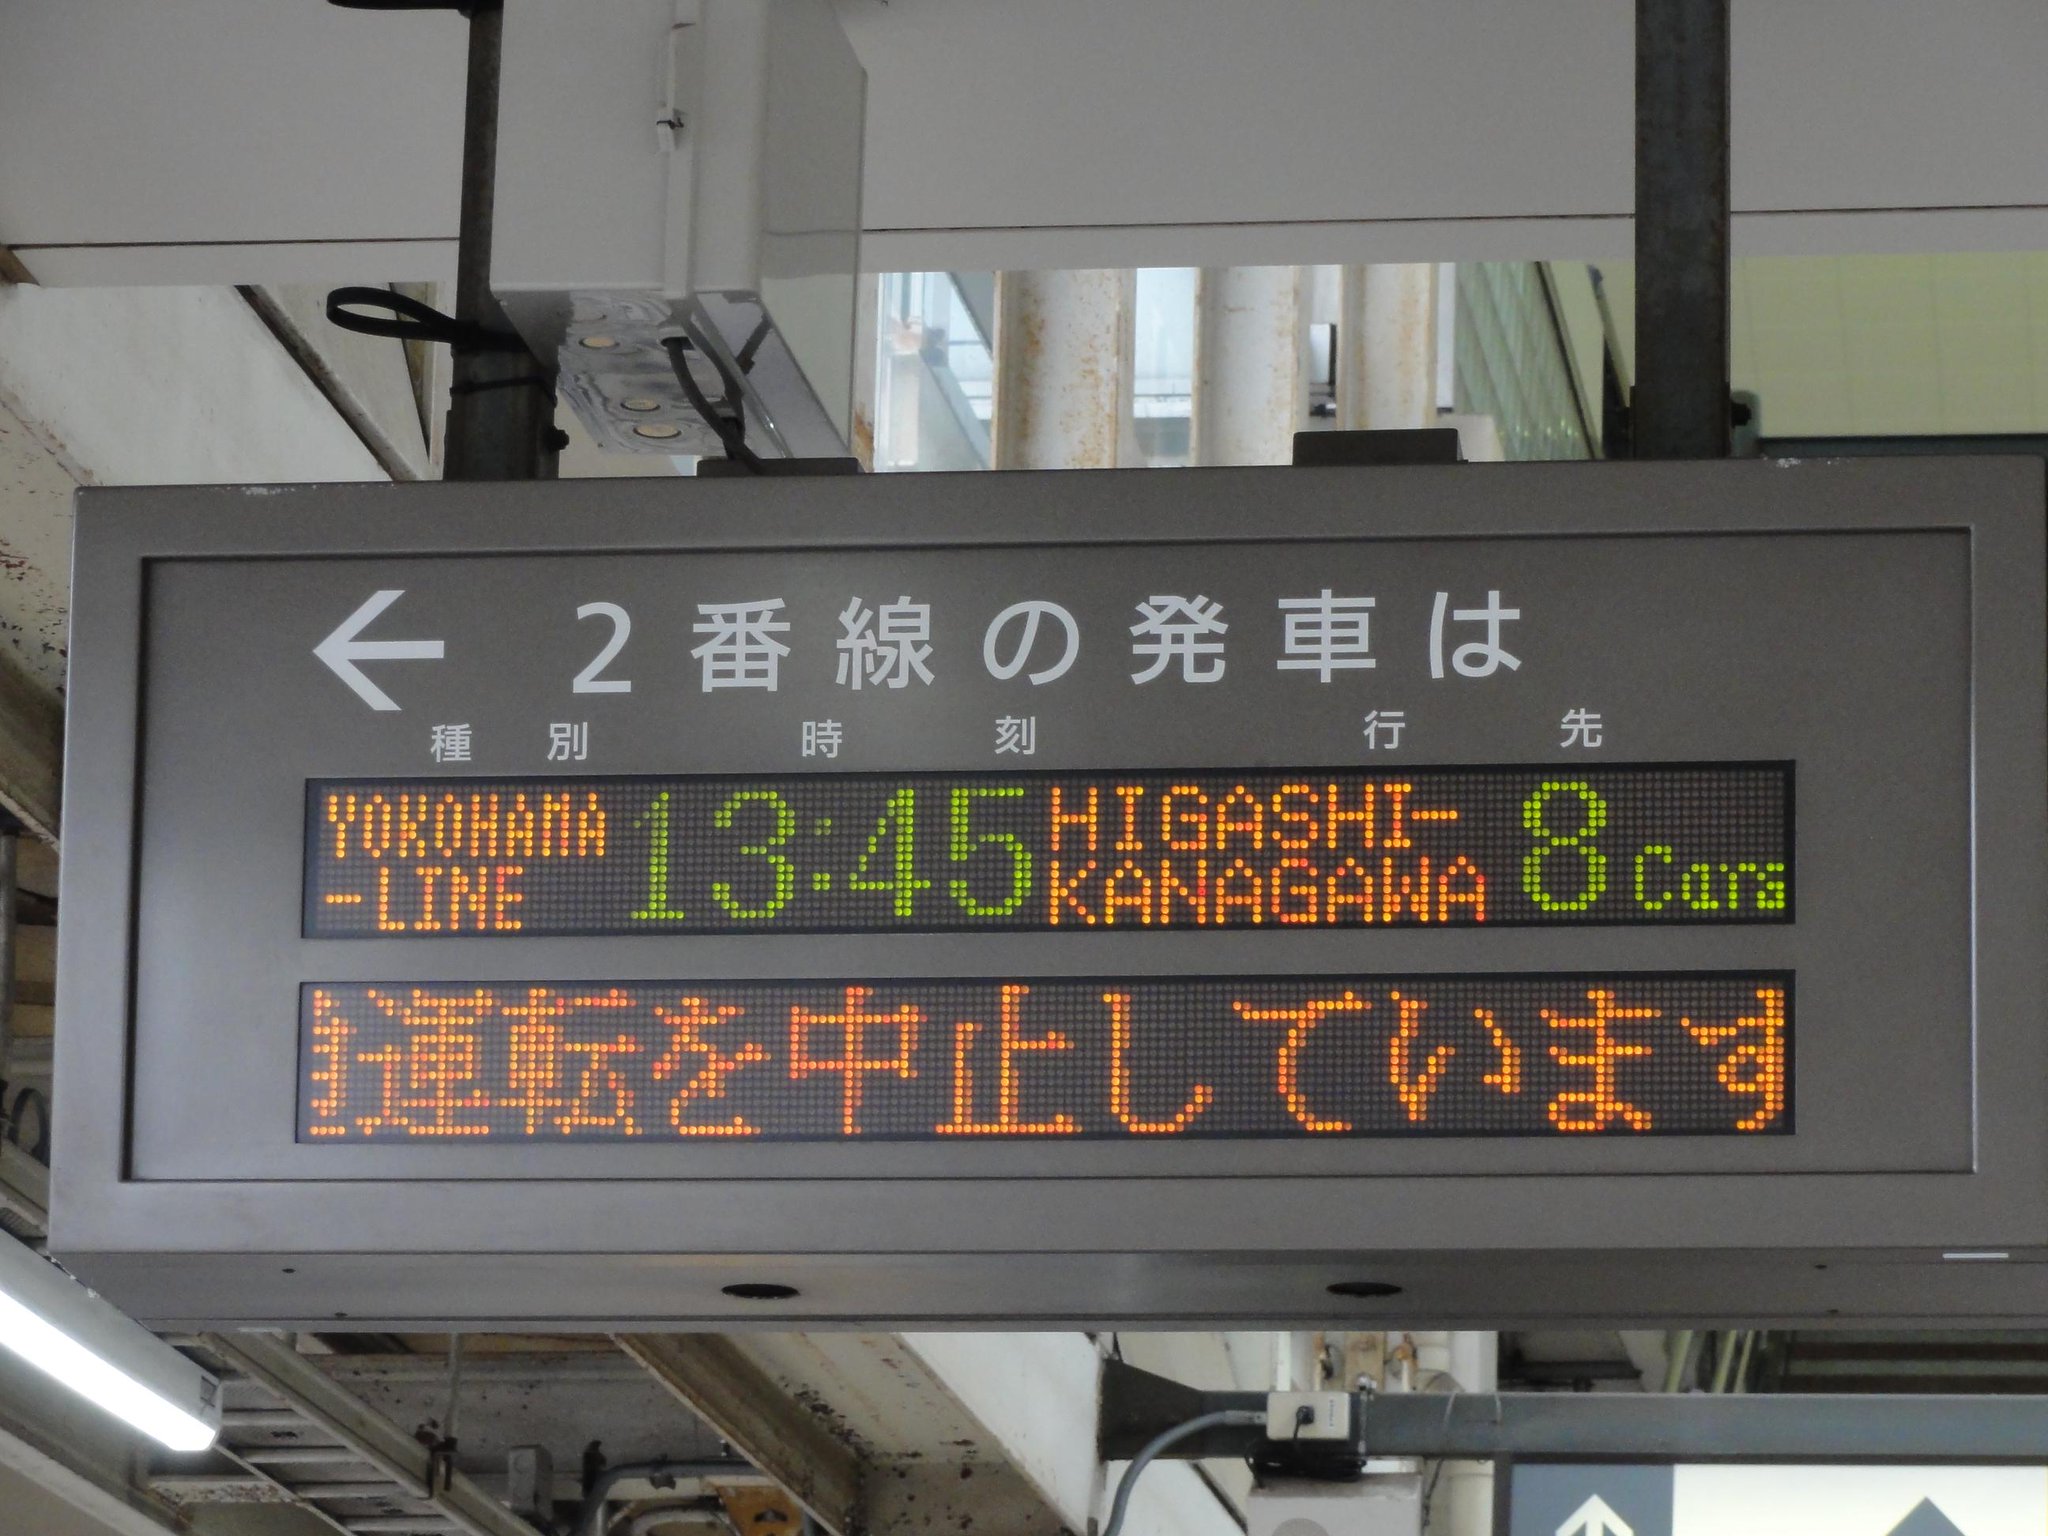 ← 2番線の発車は
種別 時刻 行先
YOKOHAMA 13:45 HIGASHI- 8 Cars
-LINE KANAGAWA
運転を中止しています